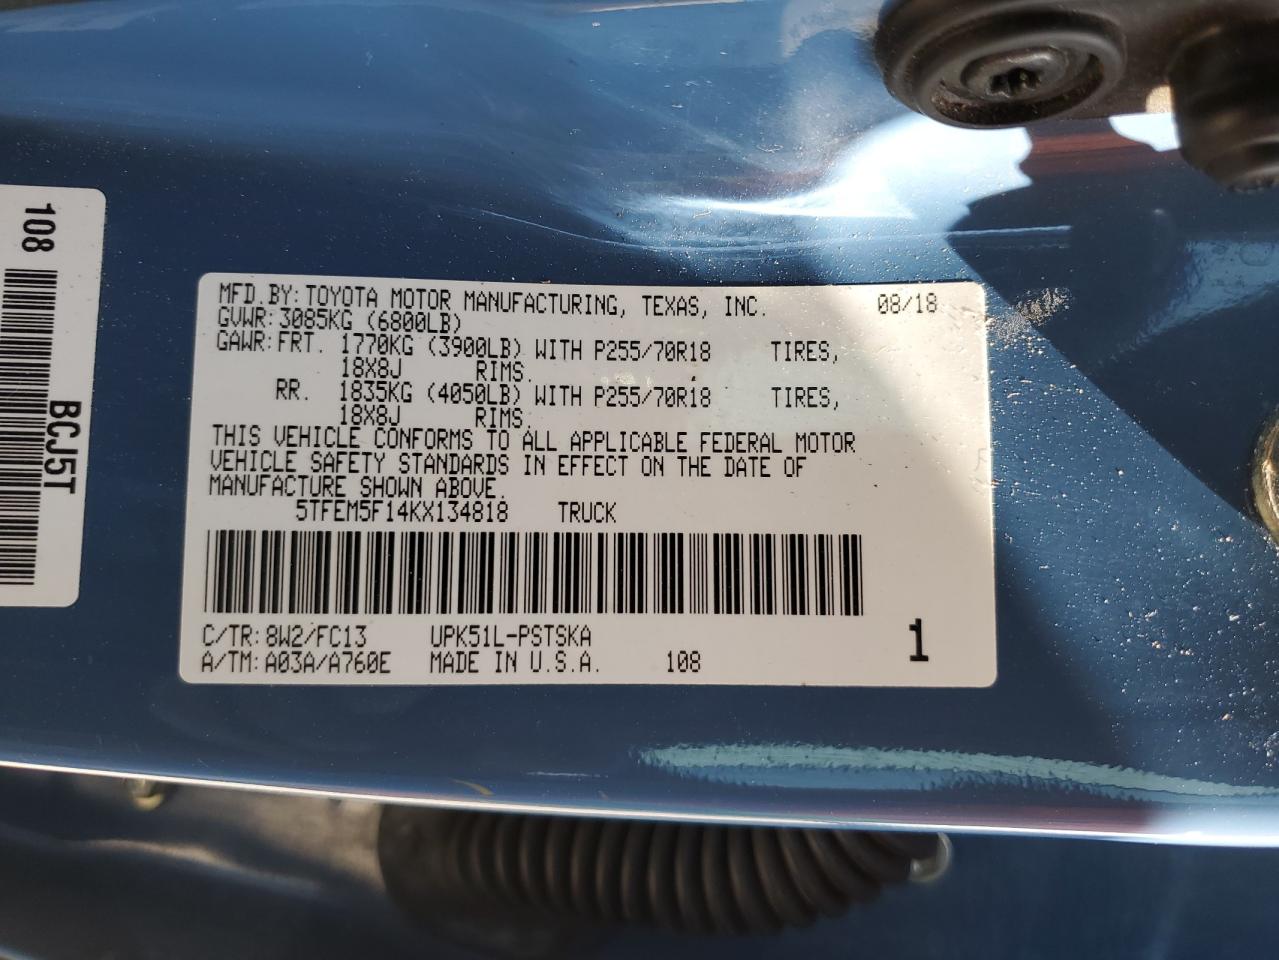 108
BCJ5T
MFD.BY:TOYOTA MOTOR MANUFACTURING, TEXAS, INC. 08/18
GVWR:3085KG (6800LB)
GAWR:FRT. 1770KG (3900LB) WITH P255/70R18 TIRES,
18X8J RIMS.
RR. 1835KG (4050LB) WITH P255/70R18 TIRES,
18X8J RIMS.
THIS VEHICLE CONFORMS TO ALL APPLICABLE FEDERAL MOTOR
VEHICLE SAFETY STANDARDS IN EFFECT ON THE DATE OF
MANUFACTURE SHOWN ABOVE.
5TFEM5F14KX134818 TRUCK
C/TR:8W2/FC13 UPK51L-PSTSKA
A/TM:A03A/A760E MADE IN U.S.A. 108 1